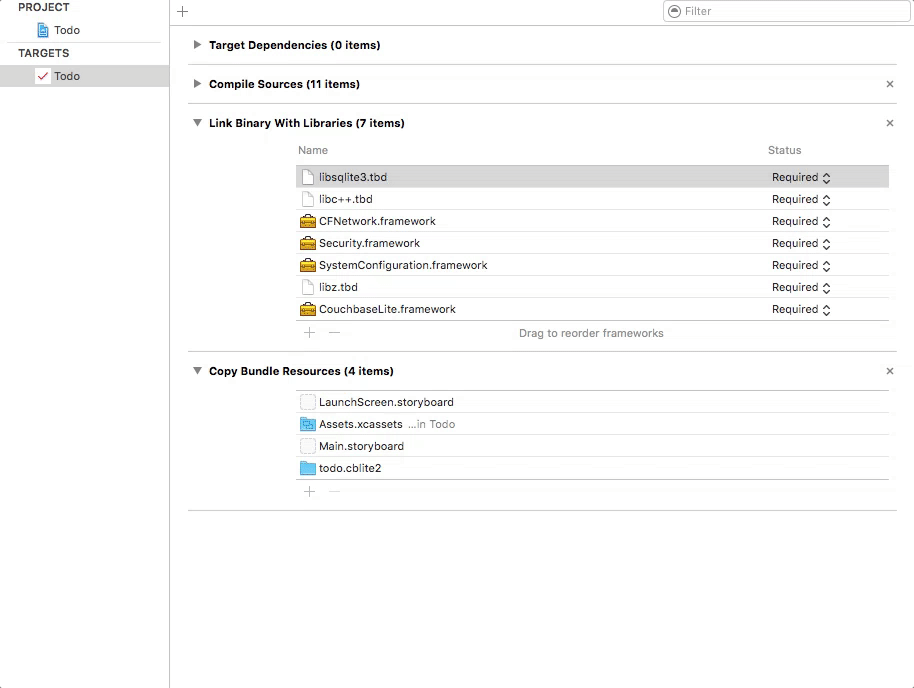 PROJECT
Todo
TARGETS
Todo
Filter
Target Dependencies (0 items)
Compile Sources (11 items)
Link Binary With Libraries (7 items)
Name Status
libsqlite3.tbd Required
libc++.tbd Required
CFNetwork.framework Required
Security.framework Required
SystemConfiguration.framework Required
libz.tbd Required
CouchbaseLite.framework Required
Drag to reorder frameworks
Copy Bundle Resources (4 items)
LaunchScreen.storyboard
Assets.xcassets ...in Todo
Main.storyboard
todo.cblite2